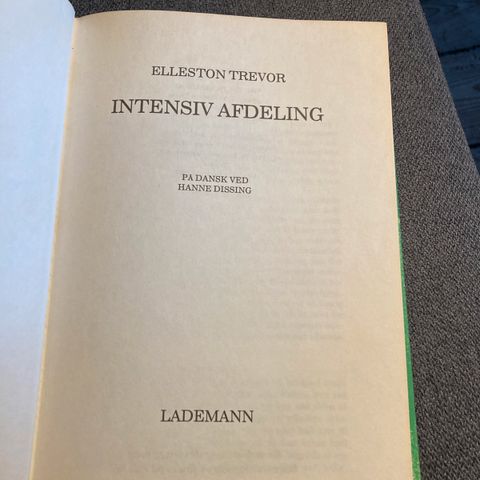 ELLESTON TREVOR
INTENSIV AFDELING
PÅ DANSK VED
HANNE DISSING
LADEMANN